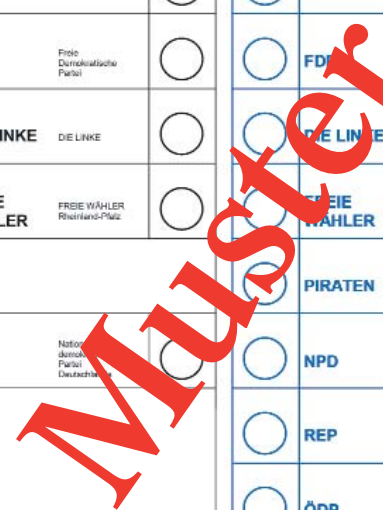 Freie
Demokratische
Partei
INKE
DIE LINKE
E
LER
FREIE WÄHLER
Rheinland-Pfalz
Partei
FDP
DIE LINKE
FREIE
WÄHLER
PIRATEN
NPD
REP
ÖDP
Muster